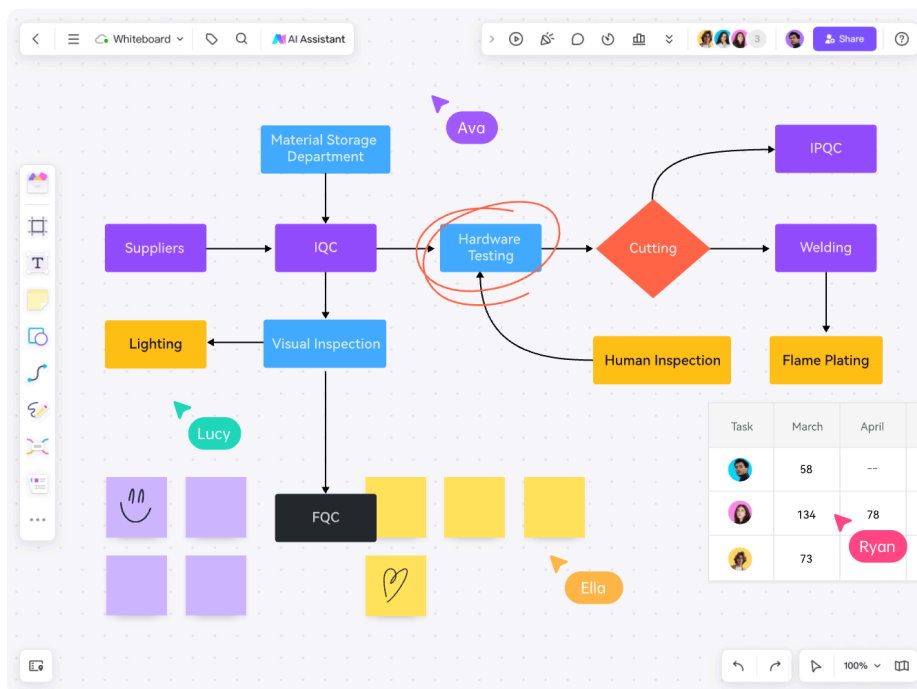 Whiteboard
AI Assistant
3
Share
Ava
Material Storage
Department
IPQC
Suppliers
IQC
Hardware
Testing
Cutting
Welding
Lighting
Visual Inspection
Human Inspection
Flame Plating
Lucy
Task March April
58 --
134 78
73
FQC
Ryan
Ella
100%